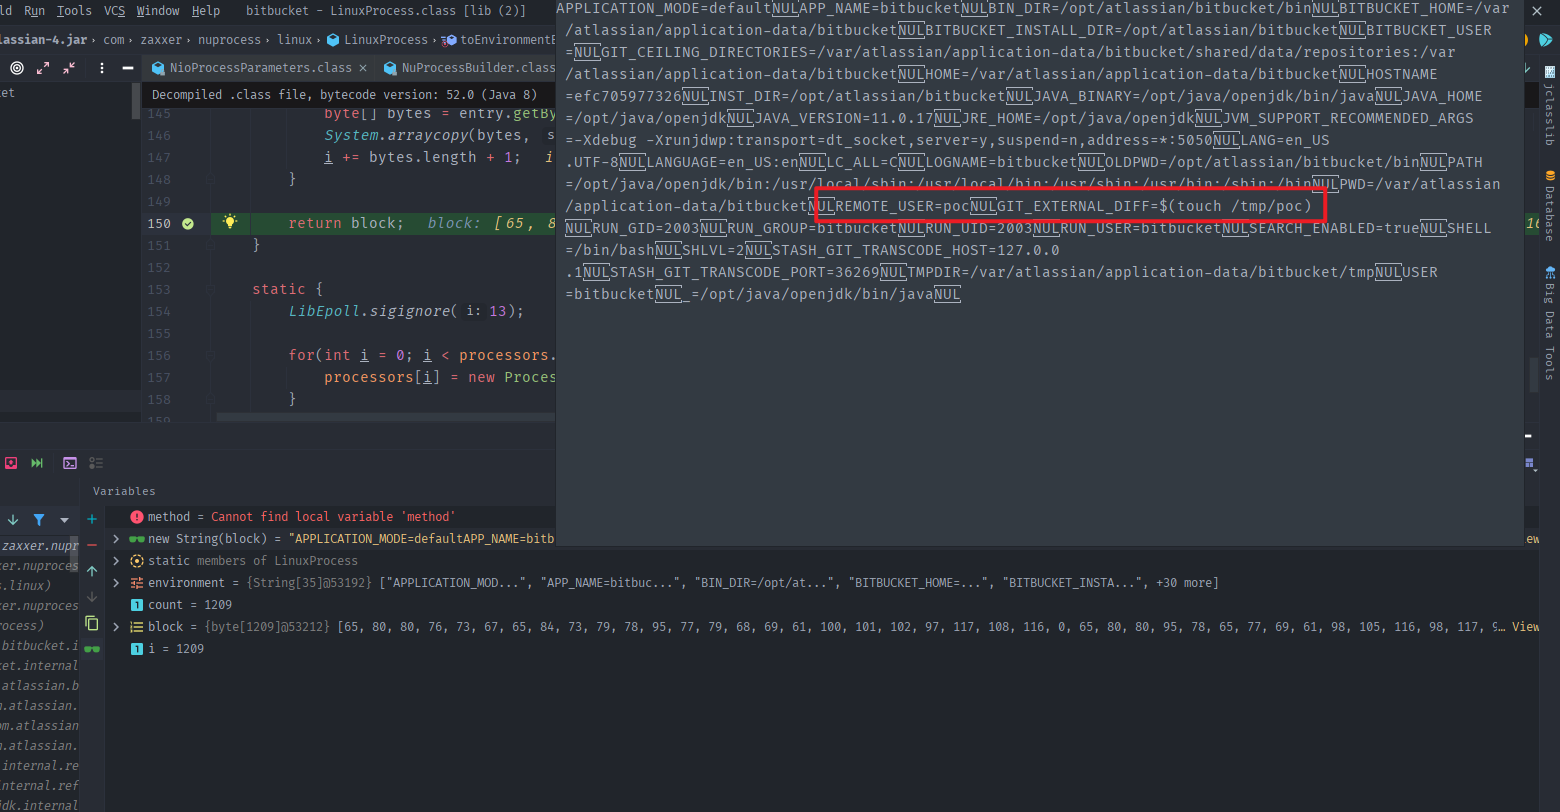 ld Run Tools VCS Window Help bitbucket - LinuxProcess.class [lib (2)]
lassian-4.jar › com › zaxxer › nuprocess › linux › LinuxProcess › toEnvironmentB
NioProcessParameters.class × NuProcessBuilder.class
et
Decompiled .class file, bytecode version: 52.0 (Java 8)
145 byte[] bytes = entry.getBy
146 System.arraycopy(bytes, s
147 i += bytes.length + 1; i
148 }
149
150 return block; block: [65, 8
151 }
152
153 static {
154 LibEpoll.sigignore( i: 13);
155
156 for(int i = 0; i < processors.
157 processors[i] = new Proces
158 }
159
APPLICATION_MODE=defaultNULAPP_NAME=bitbucketNULBIN_DIR=/opt/atlassian/bitbucket/binNULBITBUCKET_HOME=/var
/atlassian/application-data/bitbucketNULBITBUCKET_INSTALL_DIR=/opt/atlassian/bitbucketNULBITBUCKET_USER
=NULGIT_CEILING_DIRECTORIES=/var/atlassian/application-data/bitbucket/shared/data/repositories:/var
/atlassian/application-data/bitbucketNULHOME=/var/atlassian/application-data/bitbucketNULHOSTNAME
=efc705977326NULINST_DIR=/opt/atlassian/bitbucketNULJAVA_BINARY=/opt/java/openjdk/bin/javaNULJAVA_HOME
=/opt/java/openjdkNULJAVA_VERSION=11.0.17NULJRE_HOME=/opt/java/openjdkNULJVM_SUPPORT_RECOMMENDED_ARGS
=-Xdebug -Xrunjdwp:transport=dt_socket,server=y,suspend=n,address=*:5050NULLANG=en_US
.UTF-8NULLANGUAGE=en_US:enNULLC_ALL=CNULLOGNAME=bitbucketNULOLDPWD=/opt/atlassian/bitbucket/binNULPATH
=/opt/java/openjdk/bin:/usr/local/sbin:/usr/local/bin:/usr/sbin:/usr/bin:/sbin:/binNULPWD=/var/atlassian
/application-data/bitbucketNULREMOTE_USER=pocNULGIT_EXTERNAL_DIFF=$(touch /tmp/poc)
NULRUN_GID=2003NULRUN_GROUP=bitbucketNULRUN_UID=2003NULRUN_USER=bitbucketNULSEARCH_ENABLED=trueNULSHELL
=/bin/bashNULSHLVL=2NULSTASH_GIT_TRANSCODE_HOST=127.0.0
.1NULSTASH_GIT_TRANSCODE_PORT=36269NULTMPDIR=/var/atlassian/application-data/bitbucket/tmpNULUSER
=bitbucketNUL_=/opt/java/openjdk/bin/javaNUL
16
jclasslib
Database
Big Data Tools
Variables
method = Cannot find local variable 'method'
new String(block) = "APPLICATION_MODE=defaultAPP_NAME=bitb
ew
static members of LinuxProcess
environment = {String[35]@53192} ["APPLICATION_MOD...", "APP_NAME=bitbuc...", "BIN_DIR=/opt/at...", "BITBUCKET_HOME=...", "BITBUCKET_INSTA...", +30 more]
count = 1209
block = {byte[1209]@53212} [65, 80, 80, 76, 73, 67, 65, 84, 73, 79, 78, 95, 77, 79, 68, 69, 61, 100, 101, 102, 97, 117, 108, 116, 0, 65, 80, 80, 95, 78, 65, 77, 69, 61, 98, 105, 116, 98, 117, 9... View
i = 1209
zaxxer.nupr
ker.nuproces
s.linux)
ker.nuproces
rocess)
bitbucket.i
ket.internal
atlassian.b
m.atlassian
om.atlassian
m.atlassian.
.internal.re
internal.ref
jdk.internal